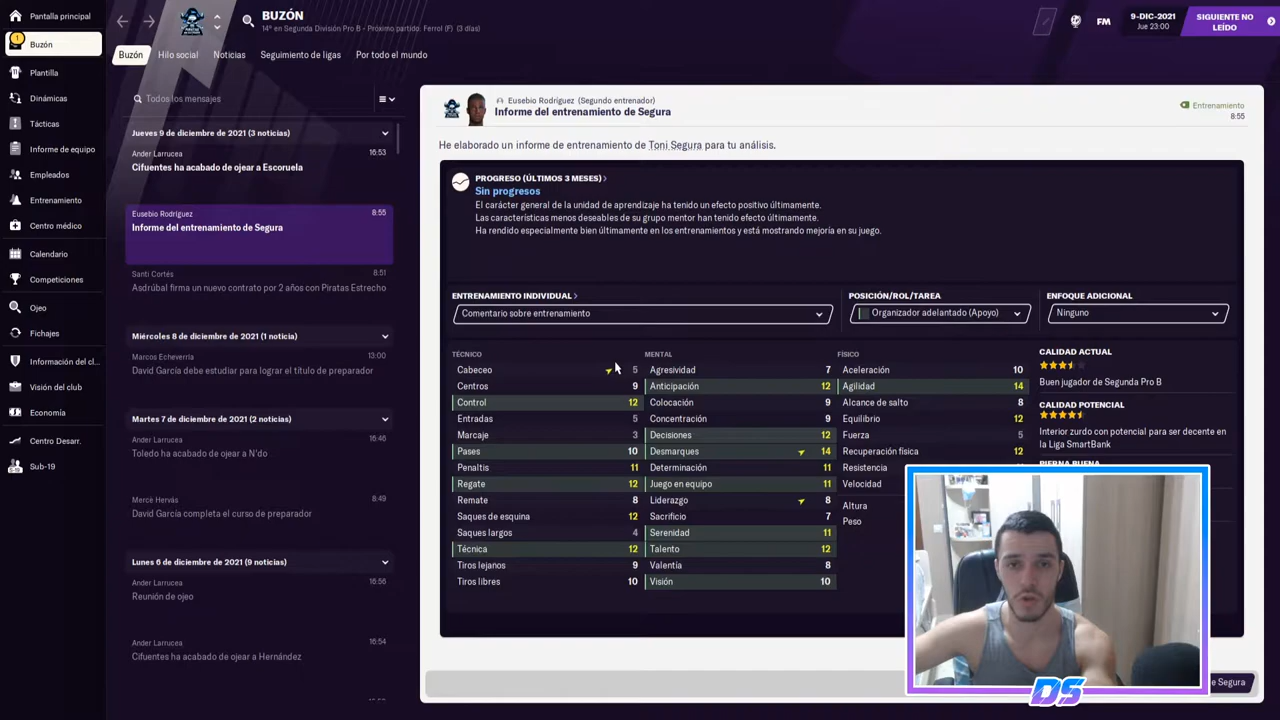 Pantalla principal
1
Buzón
Plantilla
Dinámicas
Tácticas
Informe de equipo
Empleados
Entrenamiento
Centro médico
Calendario
Competiciones
Ojeo
Fichajes
Información del cl...
Visión del club
Economía
Centro Desarr.
Sub-19
BUZÓN
14º en Segunda División Pro B - Próximo partido: Ferrol (F) (3 días)
FM
9-DIC-2021
Jue 23:00
SIGUIENTE NO
LEÍDO
Buzón
Hilo social
Noticias
Seguimiento de ligas
Por todo el mundo
Todos los mensajes
Jueves 9 de diciembre de 2021 (3 noticias)
Ander Larrucea 16:53
Cifuentes ha acabado de ojear a Escoruela
Eusebio Rodríguez 8:55
Informe del entrenamiento de Segura
Santi Cortés 8:51
Asdrúbal firma un nuevo contrato por 2 años con Piratas Estrecho
Miércoles 8 de diciembre de 2021 (1 noticia)
Marcos Echeverría 13:00
David García debe estudiar para lograr el título de preparador
Martes 7 de diciembre de 2021 (2 noticias)
Ander Larrucea 16:46
Toledo ha acabado de ojear a N'do
Mercè Hervás 8:49
David García completa el curso de preparador
Lunes 6 de diciembre de 2021 (9 noticias)
Ander Larrucea 16:56
Reunión de ojeo
Ander Larrucea 16:54
Cifuentes ha acabado de ojear a Hernández
Eusebio Rodríguez (Segundo entrenador)
Informe del entrenamiento de Segura
Entrenamiento
8:55
He elaborado un informe de entrenamiento de Toni Segura para tu análisis.
PROGRESO (ÚLTIMOS 3 MESES)
Sin progresos
El carácter general de la unidad de aprendizaje ha tenido un efecto positivo últimamente.
Las características menos deseables de su grupo mentor han tenido efecto últimamente.
Ha rendido especialmente bien últimamente en los entrenamientos y está mostrando mejoría en su juego.
ENTRENAMIENTO INDIVIDUAL
Comentario sobre entrenamiento
POSICIÓN/ROL/TAREA
Organizador adelantado (Apoyo)
ENFOQUE ADICIONAL
Ninguno
TÉCNICO
Cabeceo 5
Centros 9
Control 12
Entradas 5
Marcaje 3
Pases 10
Penaltis 11
Regate 12
Remate 8
Saques de esquina 12
Saques largos 4
Técnica 12
Tiros lejanos 9
Tiros libres 10
MENTAL
Agresividad 7
Anticipación 12
Colocación 9
Concentración 9
Decisiones 12
Desmarques 14
Determinación 11
Juego en equipo 11
Liderazgo 8
Sacrificio 7
Serenidad 11
Talento 12
Valentía 8
Visión 10
FÍSICO
Aceleración 10
Agilidad 14
Alcance de salto 8
Equilibrio 12
Fuerza 5
Recuperación física 12
Resistencia
Velocidad
Altura
Peso
CALIDAD ACTUAL
Buen jugador de Segunda Pro B
CALIDAD POTENCIAL
Interior zurdo con potencial para ser decente en
la Liga SmartBank
PIERNA BUENA
e Segura
DS